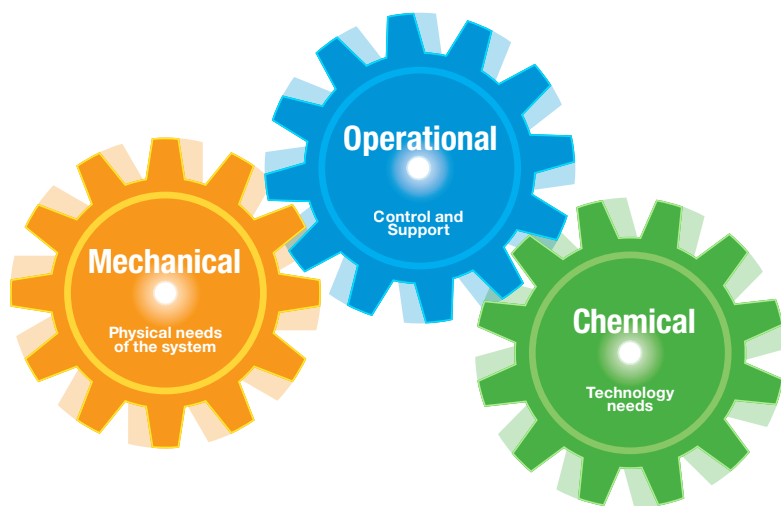 Mechanical
Physical needs
of the system
Operational
Control and
Support
Chemical
Technology
needs